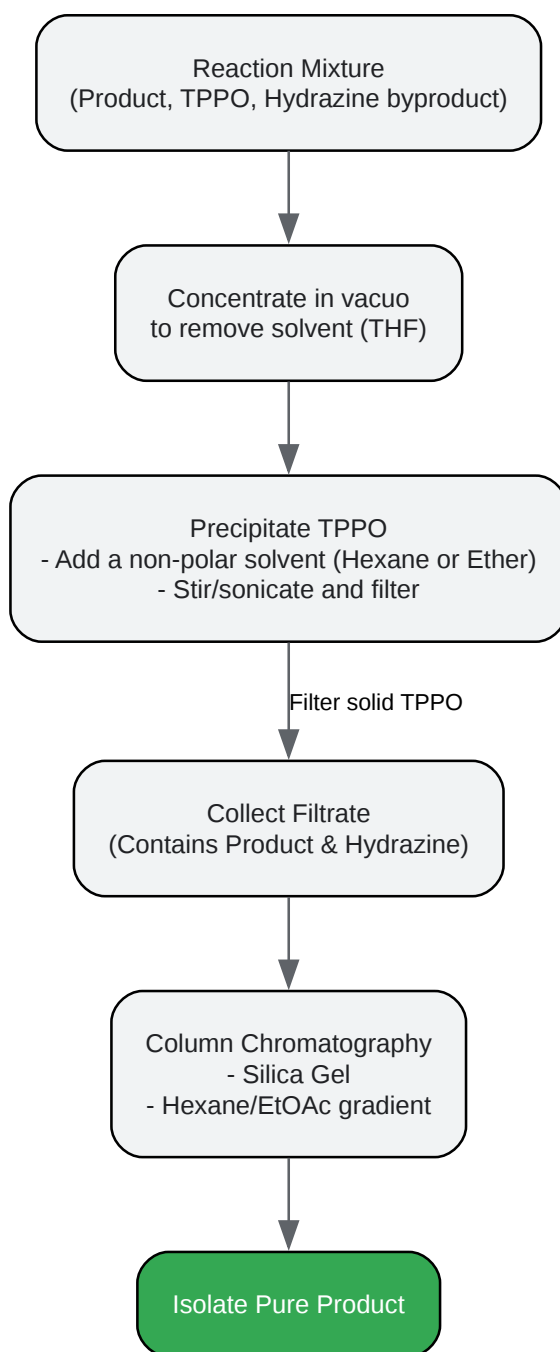 Reaction Mixture
(Product, TPPO, Hydrazine byproduct)
Concentrate in vacuo
to remove solvent (THF)
Precipitate TPPO
- Add a non-polar solvent (Hexane or Ether)
- Stir/sonicate and filter
Filter solid TPPO
Collect Filtrate
(Contains Product & Hydrazine)
Column Chromatography
- Silica Gel
- Hexane/EtOAc gradient
Isolate Pure Product